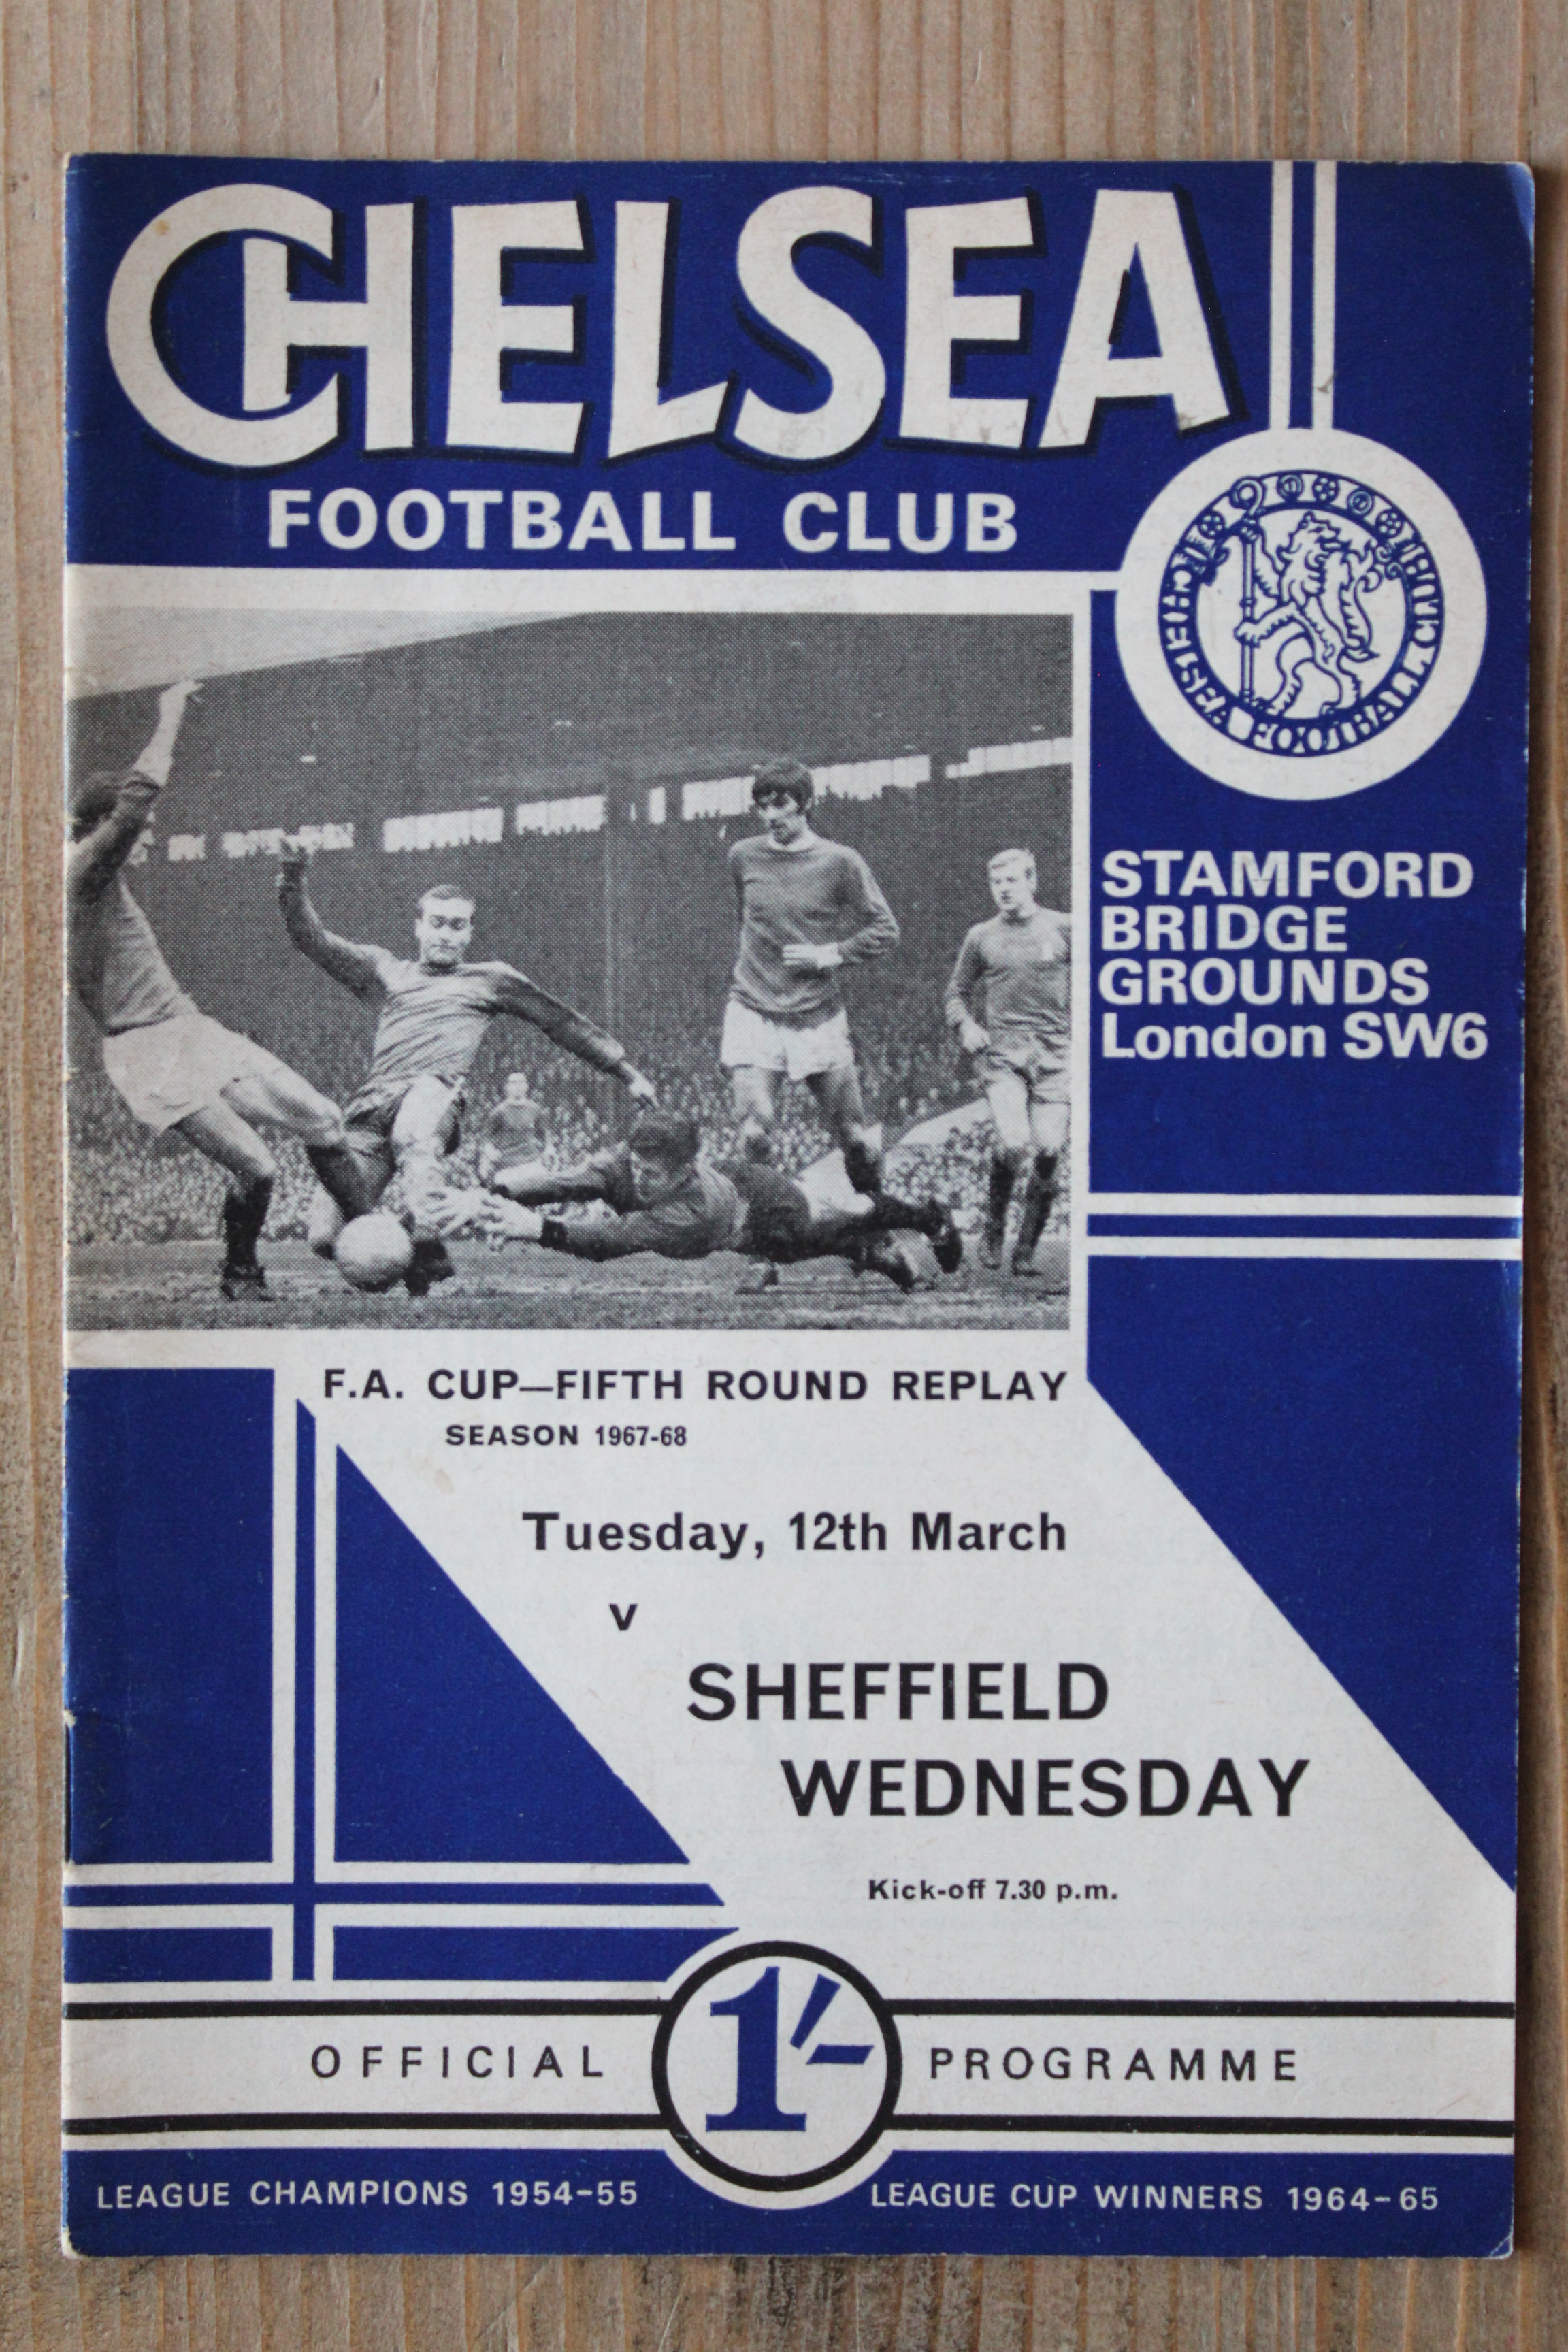 CHELSEA
FOOTBALL CLUB
CHELSEA FOOTBALL CLUB
STAMFORD
BRIDGE
GROUNDS
London SW6
F.A. CUP—FIFTH ROUND REPLAY
SEASON 1967-68
Tuesday, 12th March
v
SHEFFIELD
WEDNESDAY
Kick-off 7.30 p.m.
OFFICIAL 1/- PROGRAMME
LEAGUE CHAMPIONS 1954-55 LEAGUE CUP WINNERS 1964-65